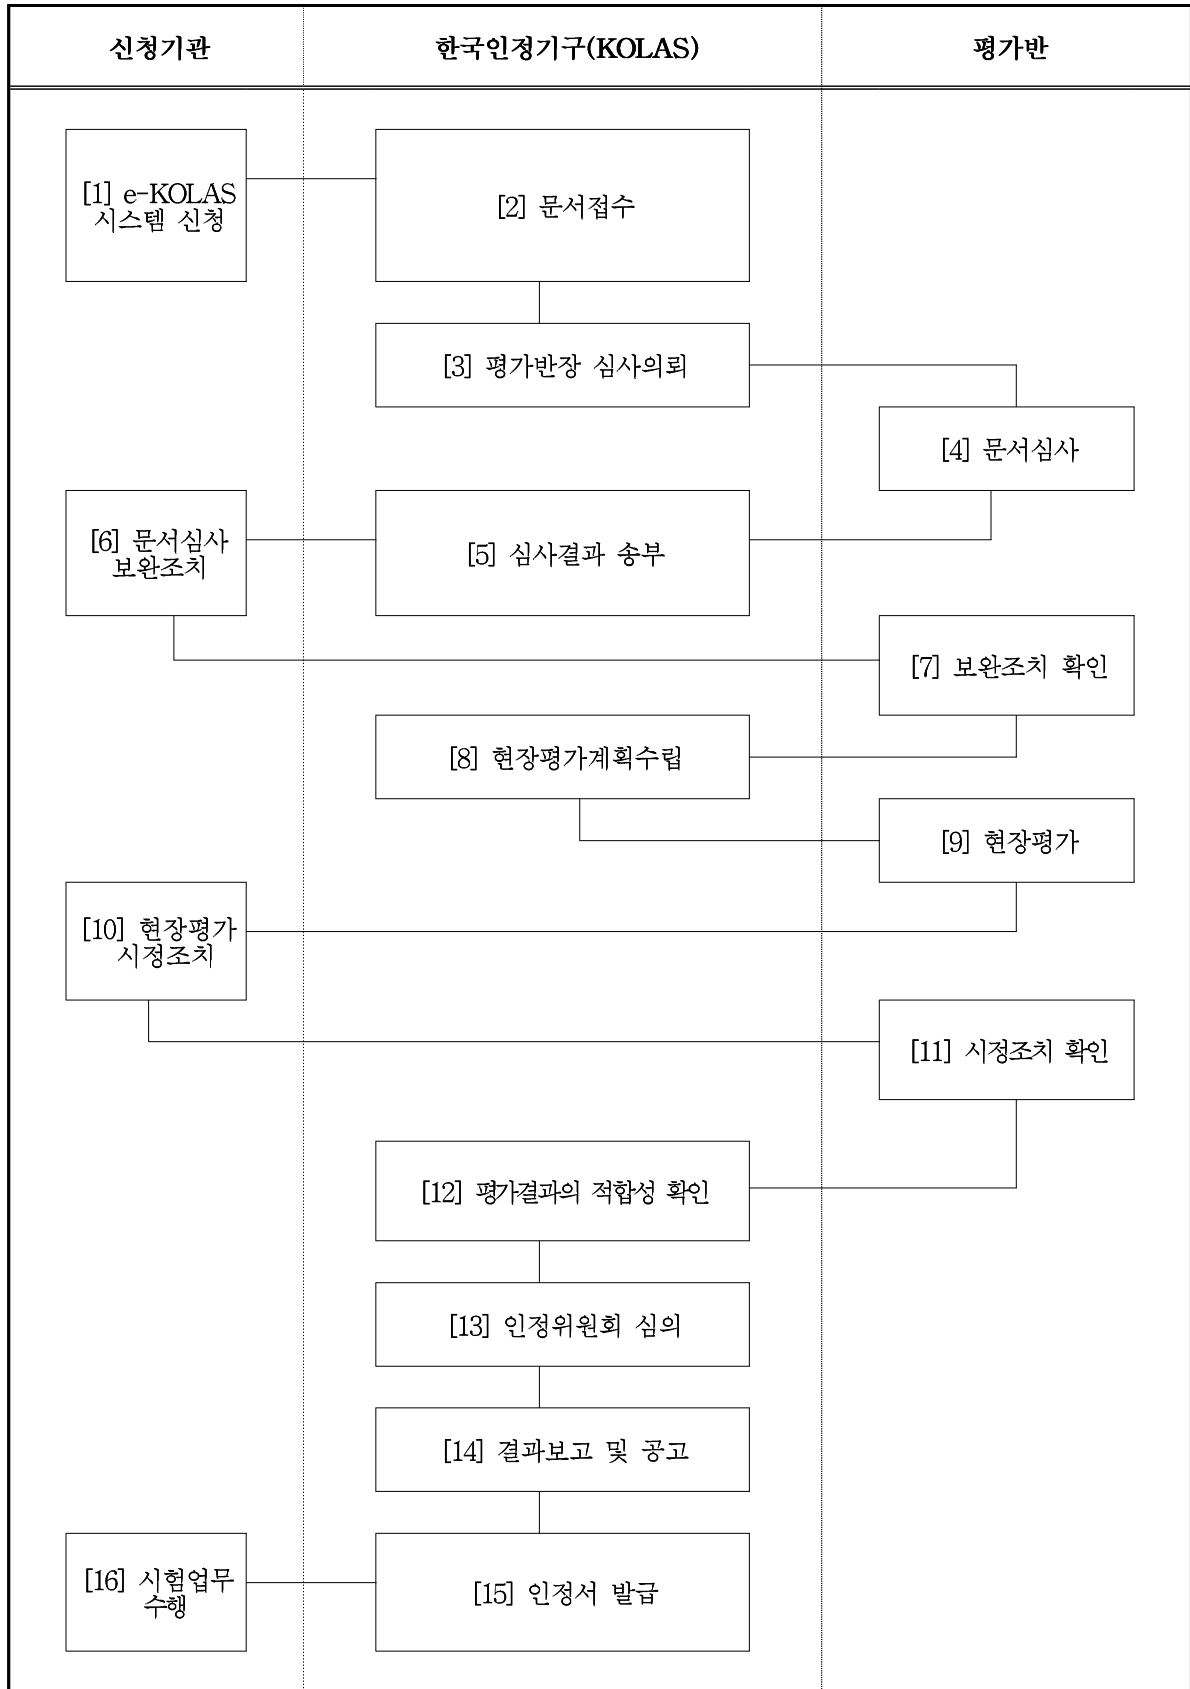 신청기관
한국인정기구(KOLAS)
평가반
[1] e-KOLAS
시스템 신청
[2] 문서접수
[3] 평가반장 심사의뢰
[4] 문서심사
[5] 심사결과 송부
[6] 문서심사
보완조치
[7] 보완조치 확인
[8] 현장평가계획수립
[9] 현장평가
[10] 현장평가
시정조치
[11] 시정조치 확인
[12] 평가결과의 적합성 확인
[13] 인정위원회 심의
[14] 결과보고 및 공고
[15] 인정서 발급
[16] 시험업무
수행